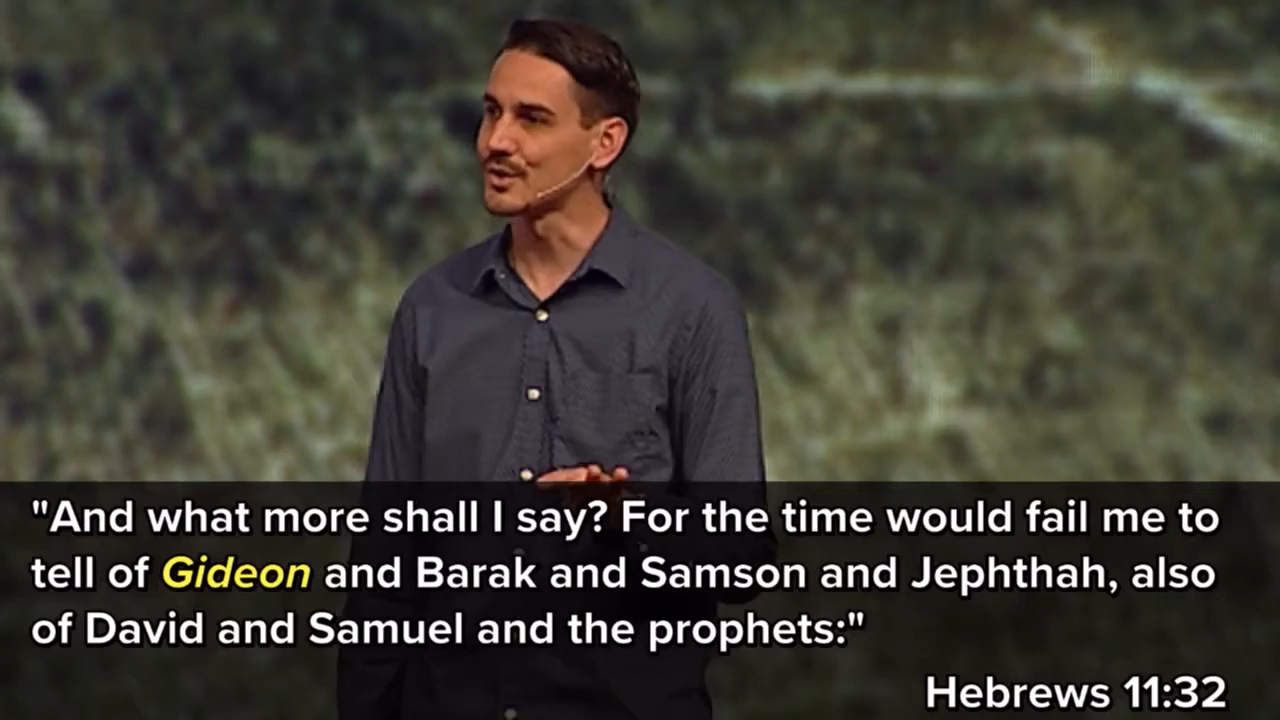 "And what more shall I say? For the time would fail me to
tell of Gideon and Barak and Samson and Jephthah, also
of David and Samuel and the prophets:"
Hebrews 11:32